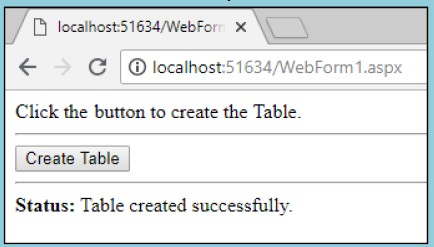 localhost:51634/WebForm
localhost:51634/WebForm1.aspx
Click the button to create the Table.
Create Table
Status: Table created successfully.